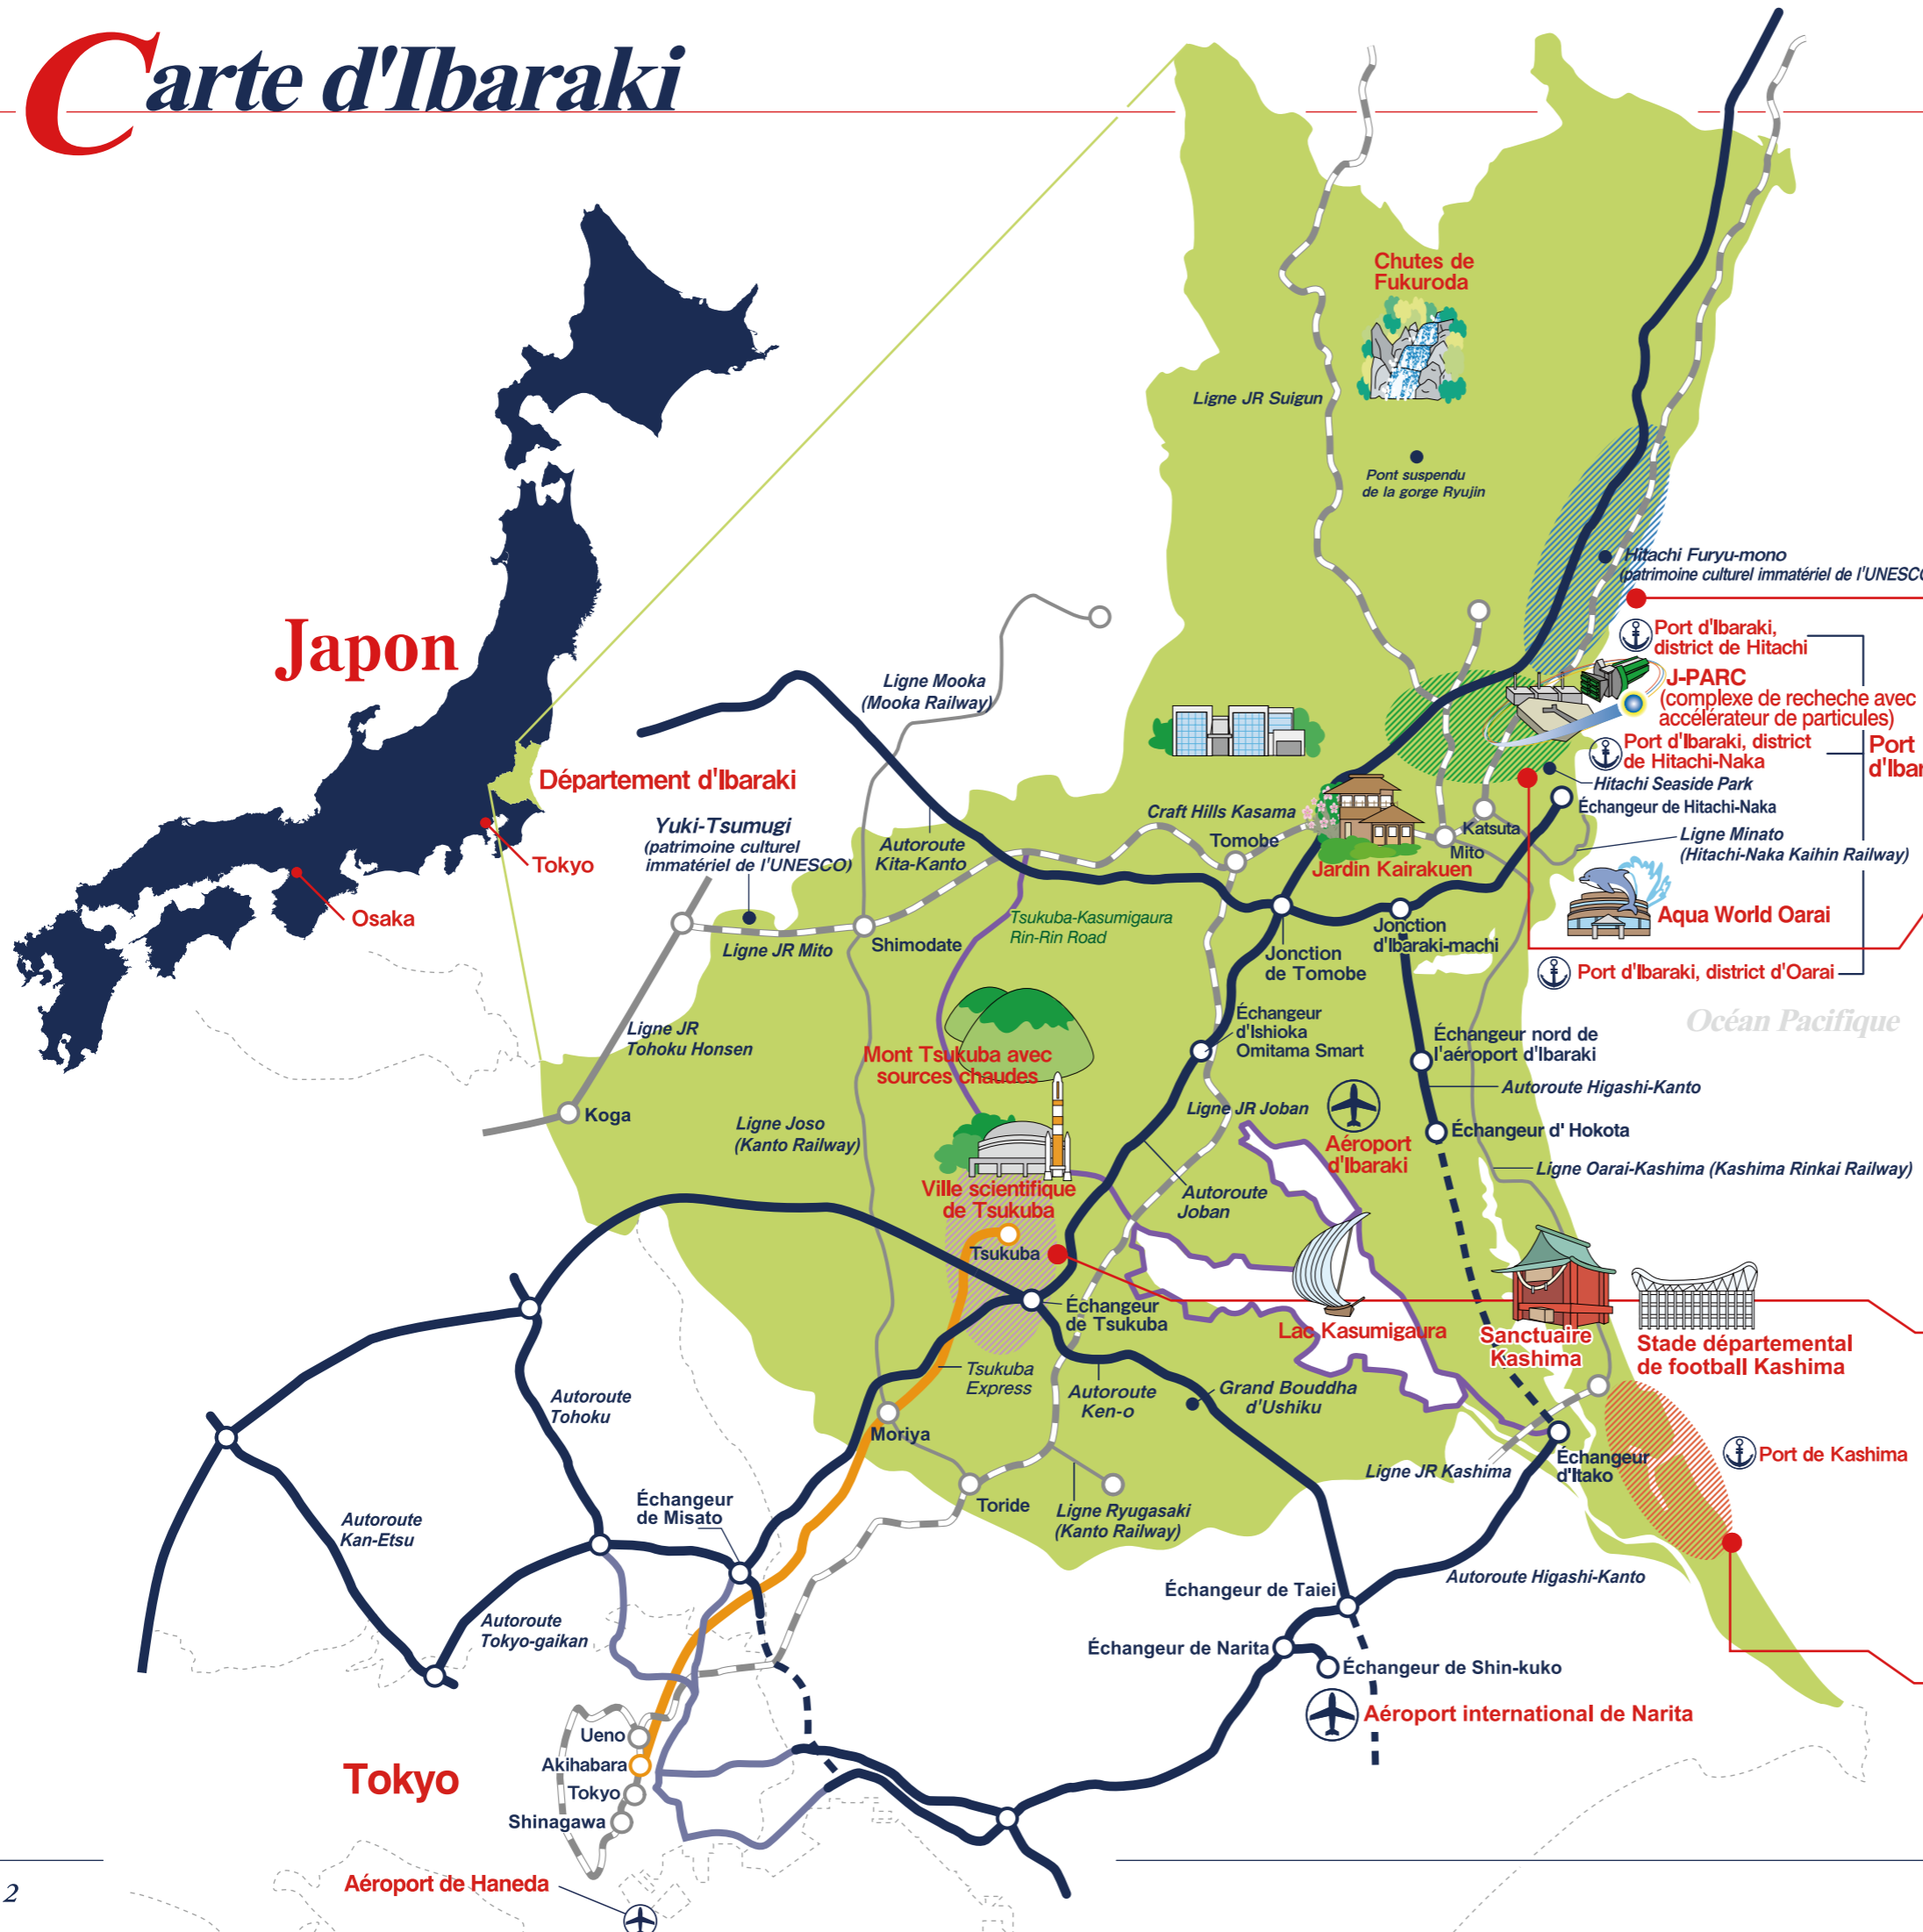 Carte d'Ibaraki
Chutes de
Fukuroda
Ligne JR Suigun
Pont suspendu
de la gorge Ryujin
Hitachi Furyu-mono
(patrimoine culturel immatériel de l'UNESCO
Japon
Port d'Ibaraki,
district de Hitachi
J-PARC
(complexe de recheche avec
accélérateur de particules)
Port d'Ibaraki, district
de Hitachi-Naka
Port
d'Ibar
Hitachi Seaside Park
Échangeur de Hitachi-Naka
Ligne Mooka
(Mooka Railway)
Département d'Ibaraki
Yuki-Tsumugi
(patrimoine culturel
immatériel de l'UNESCO)
Autoroute
Kita-Kanto
Craft Hills Kasama
Tomobe
Katsuta
Mito
Ligne Minato
(Hitachi-Naka Kaihin Railway)
Jardin Kairakuen
Tokyo
Osaka
Aqua World Oarai
Tsukuba-Kasumigaura
Rin-Rin Road
Shimodate
Ligne JR Mito
Jonction
d'Ibaraki-machi
Jonction
de Tomobe
Port d'Ibaraki, district d'Oarai
Océan Pacifique
Échangeur
d'Ishioka
Omitama Smart
Ligne JR
Tohoku Honsen
Mont Tsukuba avec
sources chaudes
Échangeur nord de
l'aéroport d'Ibaraki
Autoroute Higashi-Kanto
Koga
Ligne Joso
(Kanto Railway)
Ligne JR Joban
Aéroport
d'Ibaraki
Échangeur d' Hokota
Ligne Oarai-Kashima (Kashima Rinkai Railway)
Ville scientifique
de Tsukuba
Autoroute
Joban
Tsukuba
Échangeur
de Tsukuba
Lac Kasumigaura
Sanctuaire
Kashima
Stade départemental
de football Kashima
Tsukuba
Express
Autoroute
Ken-o
Grand Bouddha
d'Ushiku
Autoroute
Tohoku
Moriya
Ligne JR Kashima
Échangeur
d'Itako
Port de Kashima
Toride
Ligne Ryugasaki
(Kanto Railway)
Échangeur
de Misato
Autoroute
Kan-Etsu
Autoroute Higashi-Kanto
Échangeur de Taiei
Autoroute
Tokyo-gaikan
Échangeur de Narita
Échangeur de Shin-kuko
Aéroport international de Narita
Ueno
Akihabara
Tokyo
Tokyo
Shinagawa
Aéroport de Haneda
2